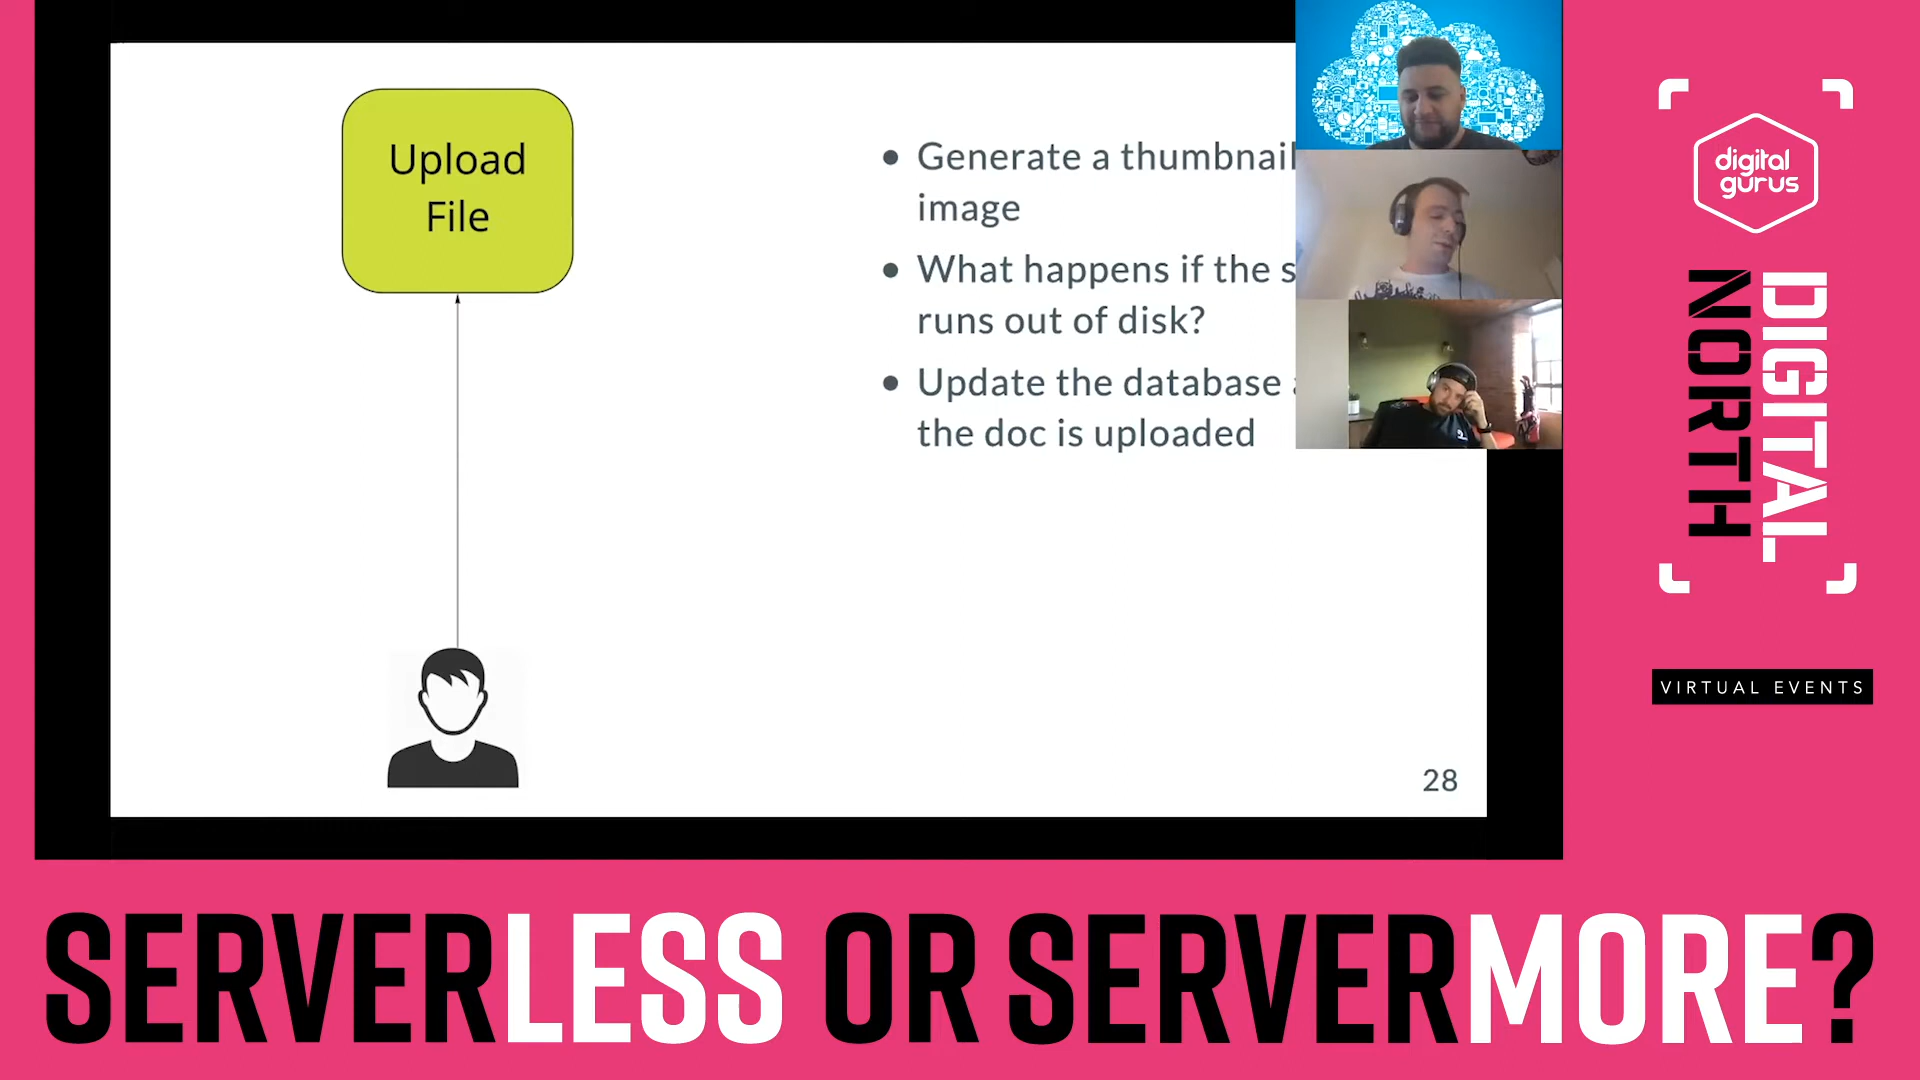 Upload
File
• Generate a thumbnail
image
• What happens if the s
runs out of disk?
• Update the database
the doc is uploaded
28
digital
gurus
DIGITAL
NORTH
VIRTUAL EVENTS
SERVERLESS OR SERVERMORE?